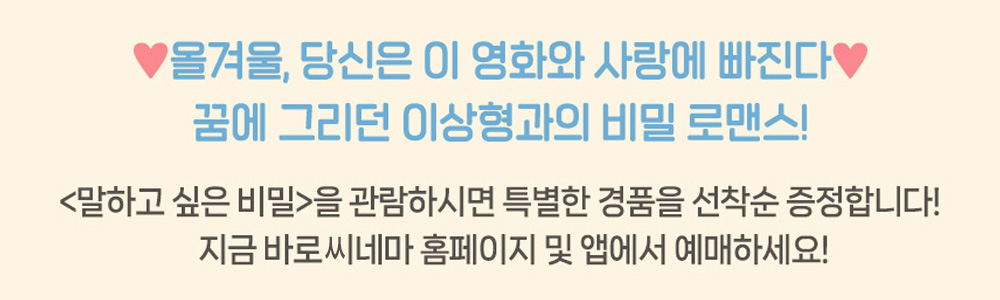 ♥올겨울, 당신은 이 영화와 사랑에 빠진다♥
꿈에 그리던 이상형과의 비밀 로맨스!
<말하고 싶은 비밀>을 관람하시면 특별한 경품을 선착순 증정합니다!
지금 바로씨네마 홈페이지 및 앱에서 예매하세요!